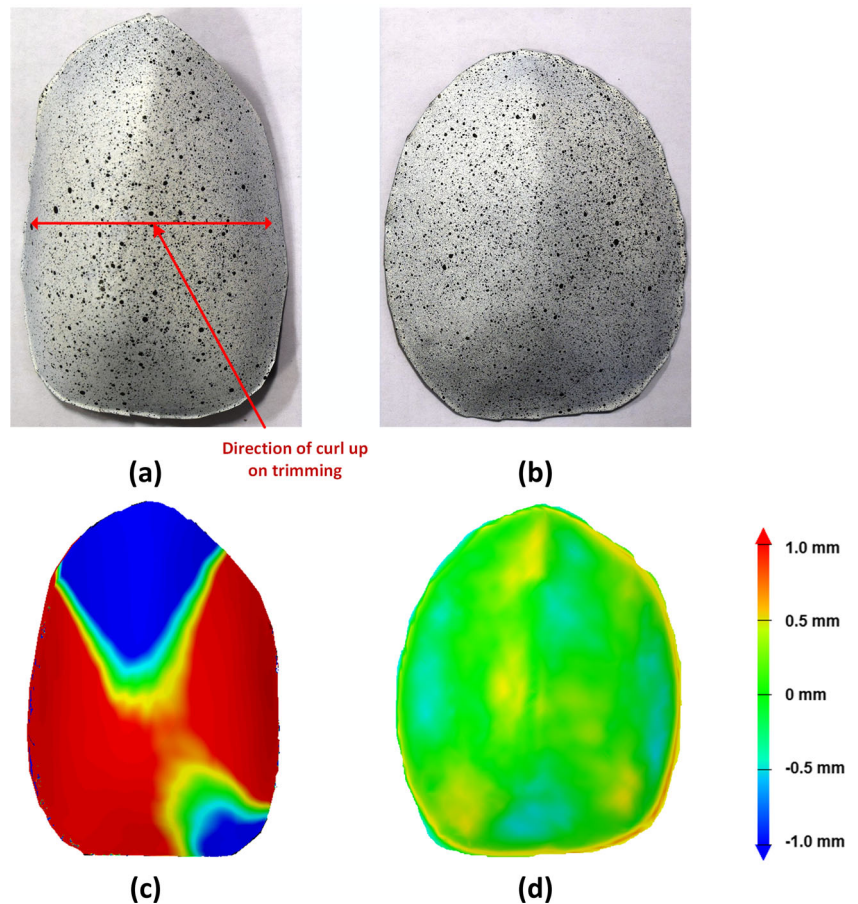 Direction of curl up
on trimming
(a)
(b)
1.0 mm
0.5 mm
0 mm
-0.5 mm
-1.0 mm
(c)
(d)